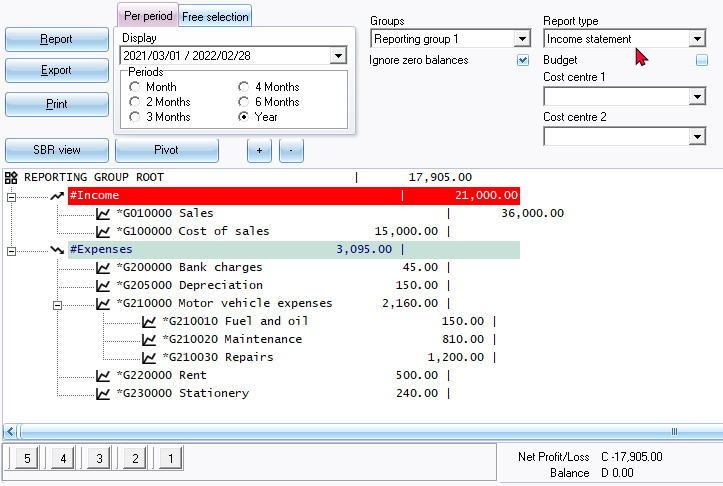 Per period
Free selection
Report
Export
Print
Display
2021/03/01 / 2022/02/28
Periods
Month
4 Months
2 Months
6 Months
3 Months
Year
Groups
Reporting group 1
Ignore zero balances
Report type
Income statement
Budget
Cost centre 1
Cost centre 2
SBR view
Pivot
+
-
REPORTING GROUP ROOT | 17,905.00
#Income | 21,000.00
*G010000 Sales | 36,000.00
*G100000 Cost of sales 15,000.00 |
#Expenses 3,095.00 |
*G200000 Bank charges 45.00 |
*G205000 Depreciation 150.00 |
*G210000 Motor vehicle expenses 2,160.00 |
*G210010 Fuel and oil 150.00 |
*G210020 Maintenance 810.00 |
*G210030 Repairs 1,200.00 |
*G220000 Rent 500.00 |
*G230000 Stationery 240.00 |
5 4 3 2 1
Net Profit/Loss C -17,905.00
Balance D 0.00